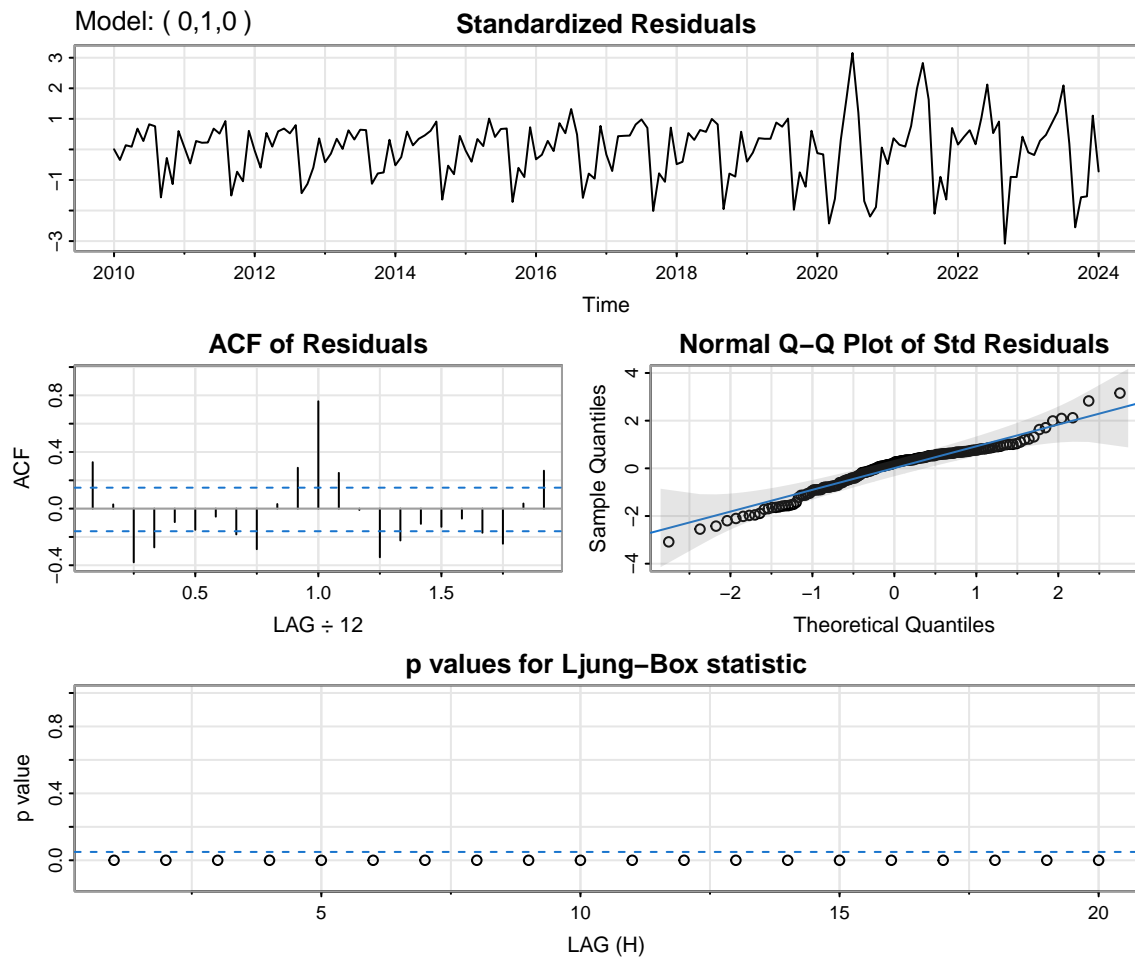 Model: ( 0,1,0 )
Standardized Residuals
3
2
1
−1
−3
2010 2012 2014 2016 2018 2020 2022 2024
Time
ACF of Residuals
0.8
0.4
0.0
−0.4
ACF
0.5 1.0 1.5
LAG ÷ 12
Normal Q−Q Plot of Std Residuals
4
2
0
−2
−4
Sample Quantiles
−2 −1 0 1 2
Theoretical Quantiles
p values for Ljung−Box statistic
0.8
0.4
0.0
p value
5 10 15 20
LAG (H)